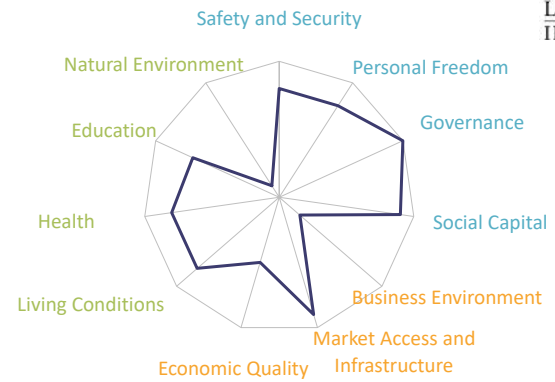 Safety and Security
Natural Environment
Personal Freedom
Education
Governance
Health
Social Capital
Living Conditions
Business Environment
Market Access and
Infrastructure
Economic Quality